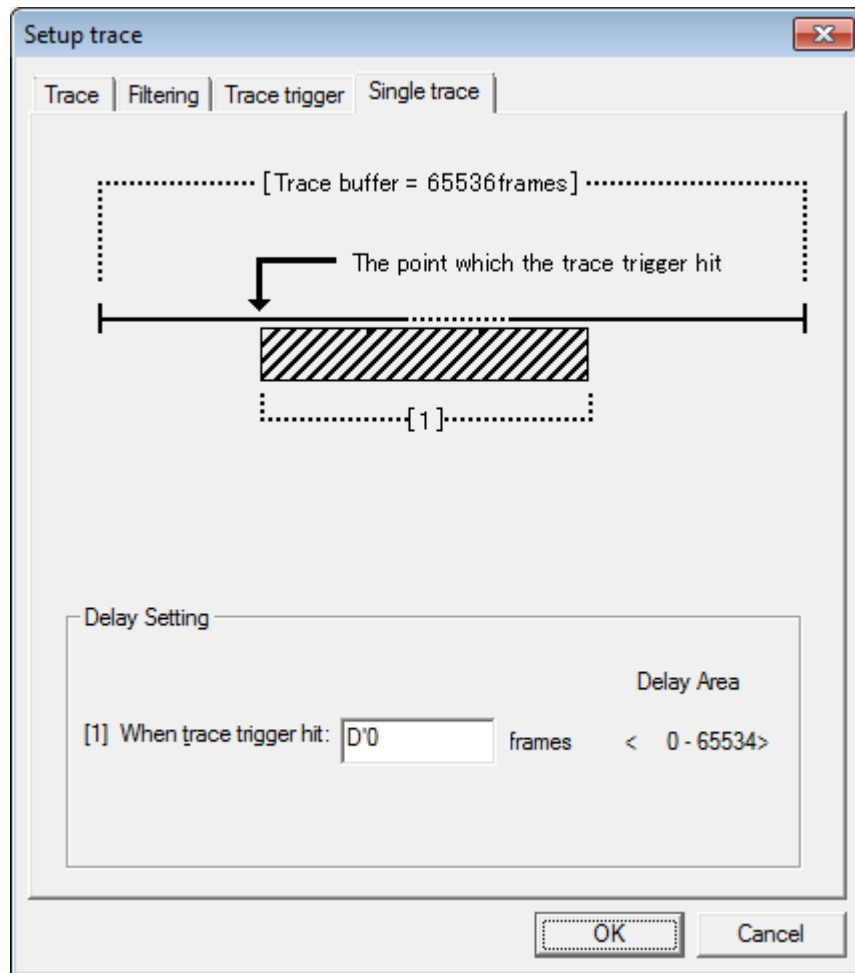 Setup trace
Trace Filtering Trace trigger Single trace
[Trace buffer = 65536frames]
The point which the trace trigger hit
[1]
Delay Setting
Delay Area
[1] When trace trigger hit: D'0 frames < 0 - 65534>
OK Cancel